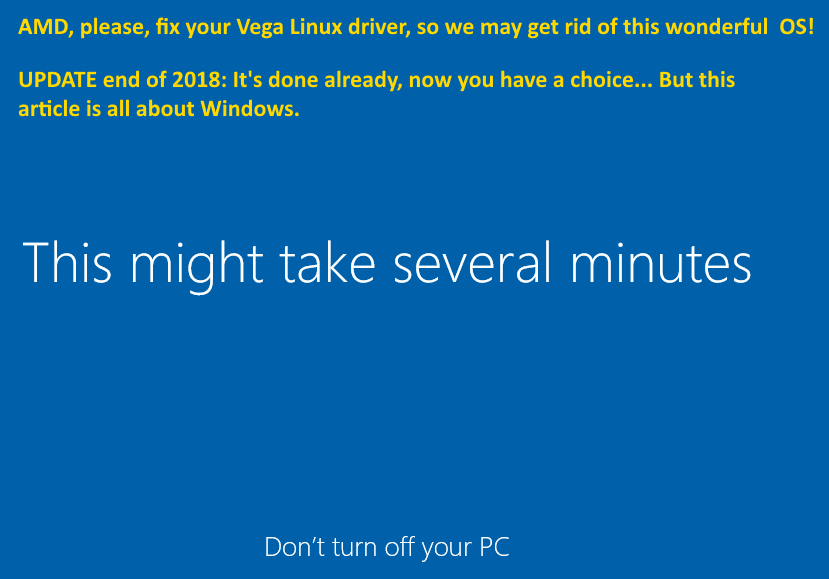 AMD, please, fix your Vega Linux driver, so we may get rid of this wonderful  OS!
UPDATE end of 2018: It's done already, now you have a choice... But this
article is all about Windows.
This might take several minutes
Don’t turn off your PC